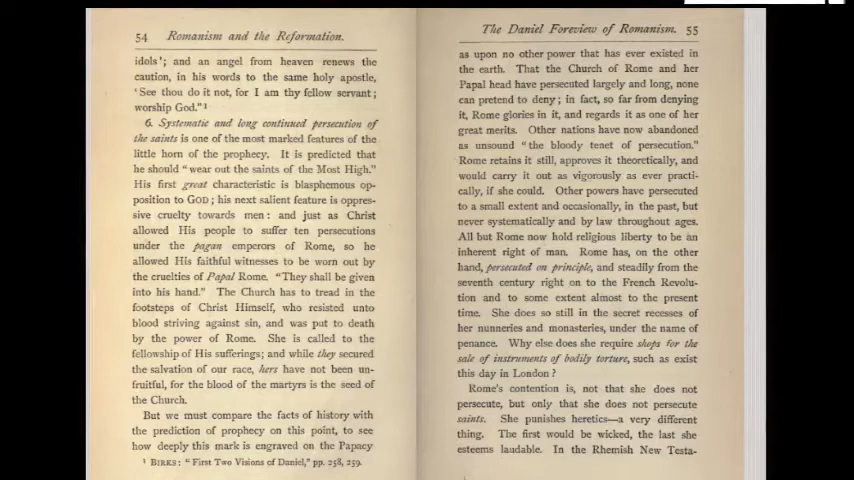 54 Romanism and the Reformation.
idols'; and an angel from heaven renews the
caution, in his words to the same holy apostle,
'See thou do it not, for I am thy fellow servant;
worship God."¹
6. Systematic and long continued persecution of
the saints is one of the most marked features of the
little horn of the prophecy. It is predicted that
he should "wear out the saints of the Most High."
His first great characteristic is blasphemous op-
position to GOD; his next salient feature is oppres-
sive cruelty towards men: and just as Christ
allowed His people to suffer ten persecutions
under the pagan emperors of Rome, so he
allowed His faithful witnesses to be worn out by
the cruelties of Papal Rome. "They shall be given
into his hand." The Church has to tread in the
footsteps of Christ Himself, who resisted unto
blood striving against sin, and was put to death
by the power of Rome. She is called to the
fellowship of His sufferings; and while they secured
the salvation of our race, hers have not been un-
fruitful, for the blood of the martyrs is the seed of
the Church.
But we must compare the facts of history with
the prediction of prophecy on this point, to see
how deeply this mark is engraved on the Papacy
¹ BIRKS: "First Two Visions of Daniel," pp. 258, 259.
The Daniel Foreview of Romanism. 55
as upon no other power that has ever existed in
the earth. That the Church of Rome and her
Papal head have persecuted largely and long, none
can pretend to deny; in fact, so far from denying
it, Rome glories in it, and regards it as one of her
great merits. Other nations have now abandoned
as unsound "the bloody tenet of persecution."
Rome retains it still, approves it theoretically, and
would carry it out as vigorously as ever practi-
cally, if she could. Other powers have persecuted
to a small extent and occasionally, in the past, but
never systematically and by law throughout ages.
All but Rome now hold religious liberty to be an
inherent right of man. Rome has, on the other
hand, persecuted on principle, and steadily from the
seventh century right on to the French Revolu-
tion and to some extent almost to the present
time. She does so still in the secret recesses of
her nunneries and monasteries, under the name of
penance. Why else does she require shops for the
sale of instruments of bodily torture, such as exist
this day in London?
Rome's contention is, not that she does not
persecute, but only that she does not persecute
saints. She punishes heretics—a very different
thing. The first would be wicked, the last she
esteems laudable. In the Rhemish New Testa-